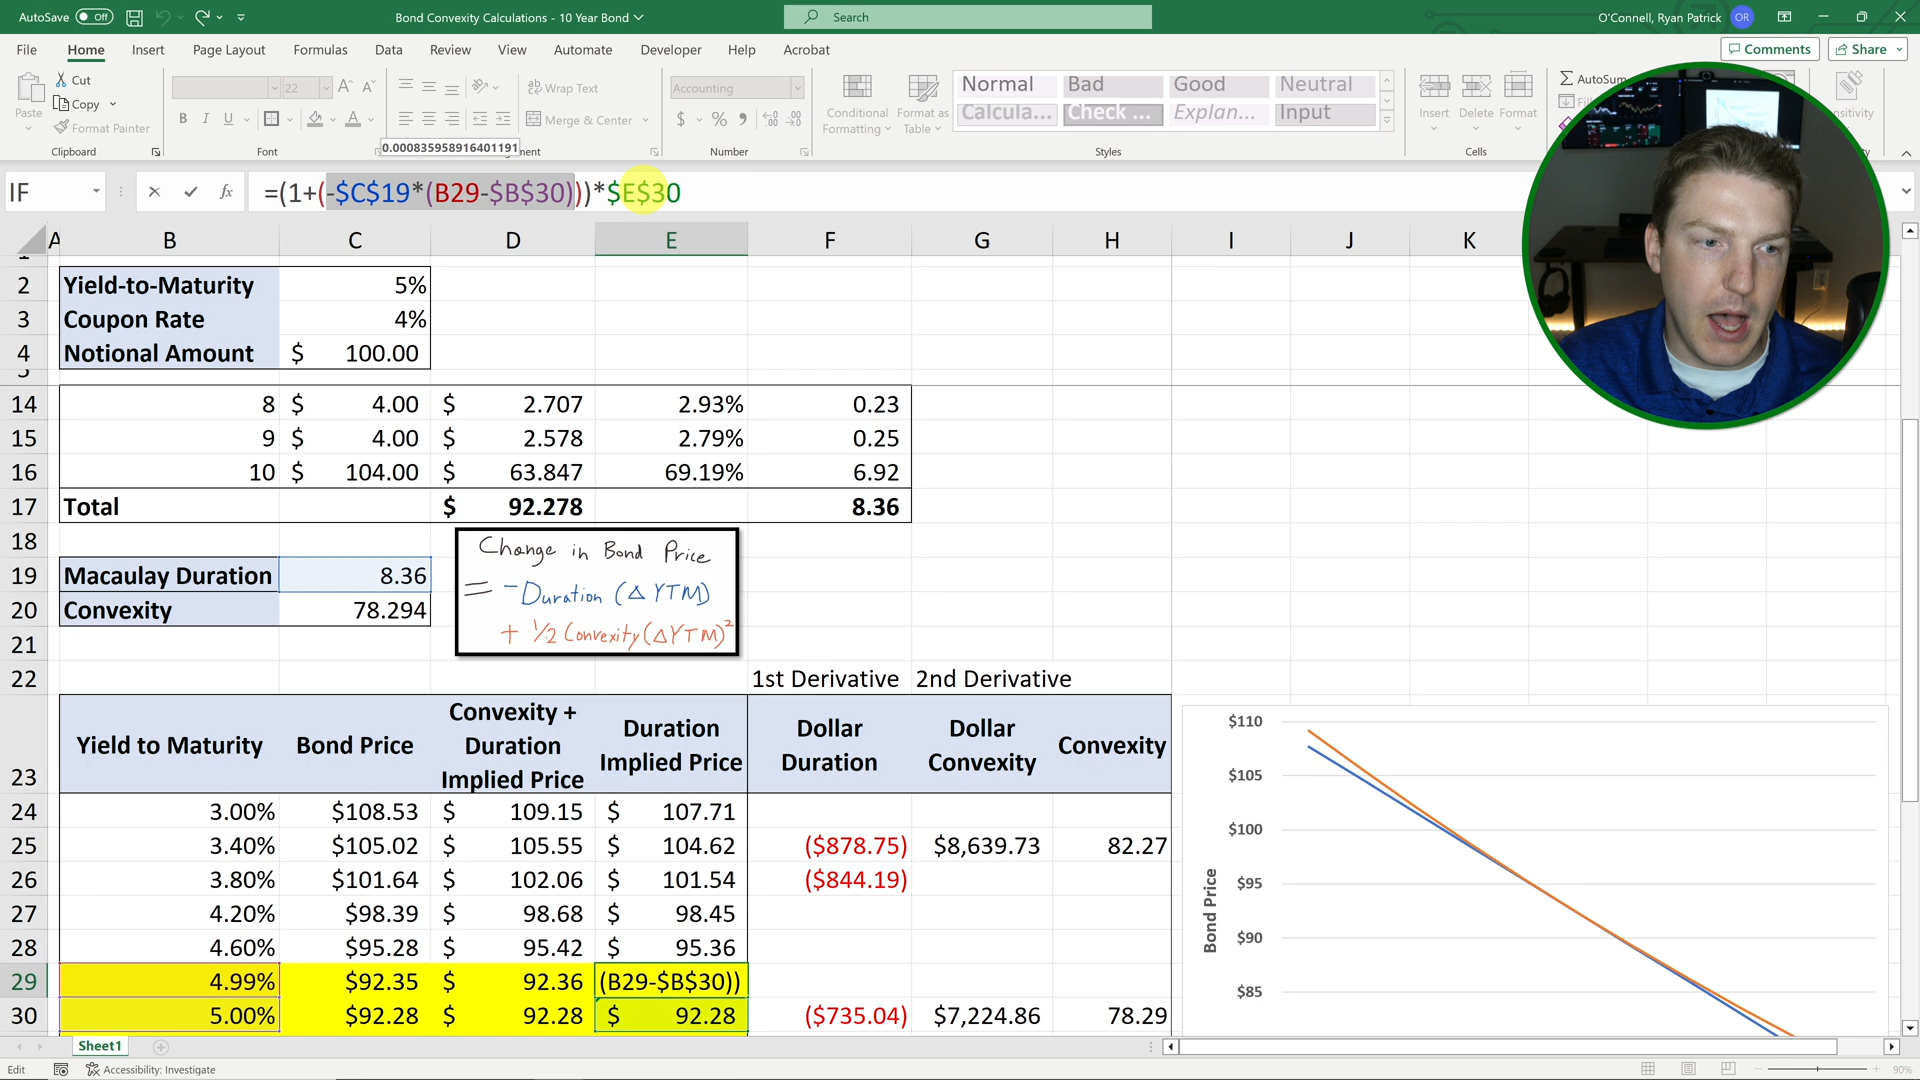 AutoSave Off
Bond Convexity Calculations - 10 Year Bond
Search
O'Connell, Ryan Patrick OR
File Home Insert Page Layout Formulas Data Review View Automate Developer Help Acrobat
Comments Share
Paste
Cut
Copy
Format Painter
22
Wrap Text
Merge & Center
Accounting
Conditional Formatting
Format as Table
Normal Bad Good Neutral
Calcula... Check ... Explan... Input
Insert Delete Format
AutoSum
Clipboard Font Number Styles Cells
0.000835958916401191
IF
=(1+(-$C$19*(B29-$B$30)))*$E$30
A B C D E F G H I J K
2 Yield-to-Maturity 5%
3 Coupon Rate 4%
4 Notional Amount $ 100.00
14 8 $ 4.00 $ 2.707 2.93% 0.23
15 9 $ 4.00 $ 2.578 2.79% 0.25
16 10 $ 104.00 $ 63.847 69.19% 6.92
17 Total $ 92.278 8.36
18
19 Macaulay Duration 8.36
20 Convexity 78.294
Change in Bond Price
= - Duration (Δ YTM)
+ 1/2 Convexity (ΔYTM)²
21
22 1st Derivative 2nd Derivative
23 Yield to Maturity Bond Price Convexity + Duration Implied Price Duration Implied Price Dollar Duration Dollar Convexity Convexity
24 3.00% $108.53 $ 109.15 $ 107.71
25 3.40% $105.02 $ 105.55 $ 104.62 ($878.75) $8,639.73 82.27
26 3.80% $101.64 $ 102.06 $ 101.54 ($844.19)
27 4.20% $98.39 $ 98.68 $ 98.45
28 4.60% $95.28 $ 95.42 $ 95.36
29 4.99% $92.35 $ 92.36 (B29-$B$30))
30 5.00% $92.28 $ 92.28 $ 92.28 ($735.04) $7,224.86 78.29
$110
$105
$100
$95
$90
$85
Bond Price
Sheet1
Edit Accessibility: Investigate
90%